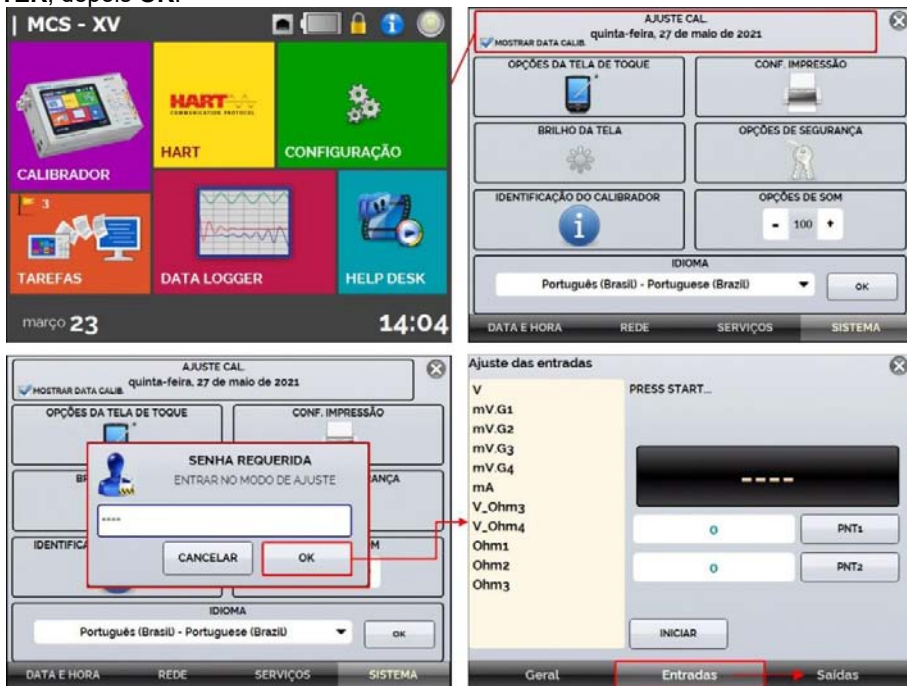 TER, depois OK.
| MCS - XV
CALIBRADOR
HART
COMMUNICATION PROTOCOL
HART
CONFIGURAÇÃO
3
TAREFAS
DATA LOGGER
HELP DESK
março 23
14:04
AJUSTE CAL.
MOSTRAR DATA CALIB.
quinta-feira, 27 de maio de 2021
OPÇÕES DA TELA DE TOQUE
CONF. IMPRESSÃO
BRILHO DA TELA
OPÇÕES DE SEGURANÇA
IDENTIFICAÇÃO DO CALIBRADOR
OPÇÕES DE SOM
- 100 +
IDIOMA
Português (Brasil) - Portuguese (Brazil)
OK
DATA E HORA REDE SERVIÇOS SISTEMA
AJUSTE CAL.
MOSTRAR DATA CALIB.
quinta-feira, 27 de maio de 2021
OPÇÕES DA TELA DE TOQUE
CONF. IMPRESSÃO
BR
RANÇA
SENHA REQUERIDA
ENTRAR NO MODO DE AJUSTE
----
CANCELAR
OK
IDENTIFICA
M
IDIOMA
Português (Brasil) - Portuguese (Brazil)
OK
DATA E HORA REDE SERVIÇOS SISTEMA
Ajuste das entradas
V
mV.G1
mV.G2
mV.G3
mV.G4
mA
V_Ohm3
V_Ohm4
Ohm1
Ohm2
Ohm3
PRESS START...
----
0
PNT1
0
PNT2
INICIAR
Geral Entradas Saídas